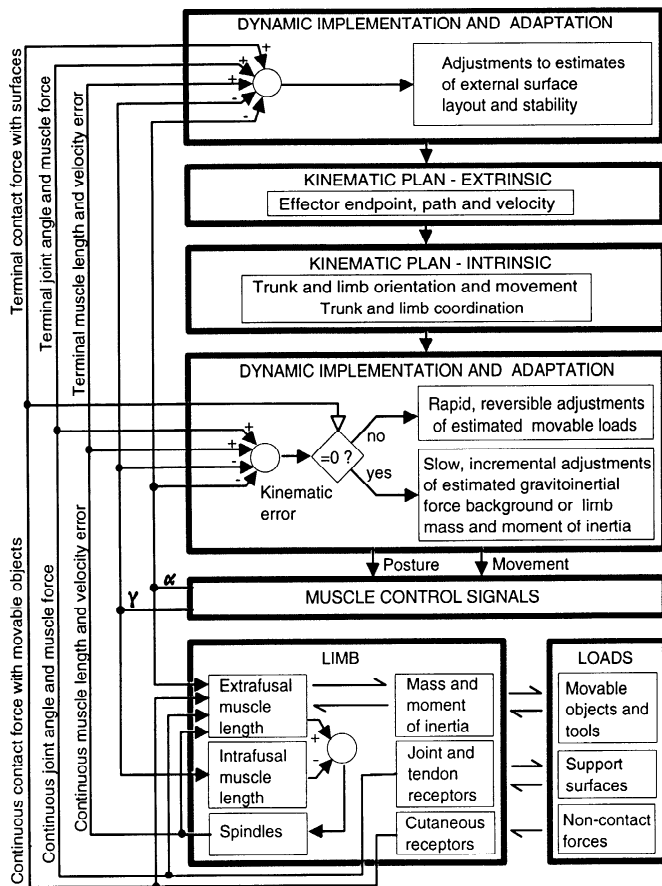 DYNAMIC IMPLEMENTATION AND ADAPTATION
+
+
+
-
-
Adjustments to estimates
of external surface
layout and stability
Terminal contact force with surfaces
Terminal joint angle and muscle force
Terminal muscle length and velocity error
KINEMATIC PLAN - EXTRINSIC
Effector endpoint, path and velocity
KINEMATIC PLAN - INTRINSIC
Trunk and limb orientation and movement
Trunk and limb coordination
DYNAMIC IMPLEMENTATION AND ADAPTATION
+
+
-
-
Kinematic
error
=0 ?
no
yes
Rapid, reversible adjustments
of estimated movable loads
Slow, incremental adjustments
of estimated gravitoinertial
force background or limb
mass and moment of inertia
Posture
Movement
α
γ
MUSCLE CONTROL SIGNALS
Continuous contact force with movable objects
Continuous joint angle and muscle force
Continuous muscle length and velocity error
LIMB
Extrafusal
muscle
length
+
-
Intrafusal
muscle
length
Spindles
Mass and
moment
of inertia
Joint and
tendon
receptors
Cutaneous
receptors
LOADS
Movable
objects and
tools
Support
surfaces
Non-contact
forces